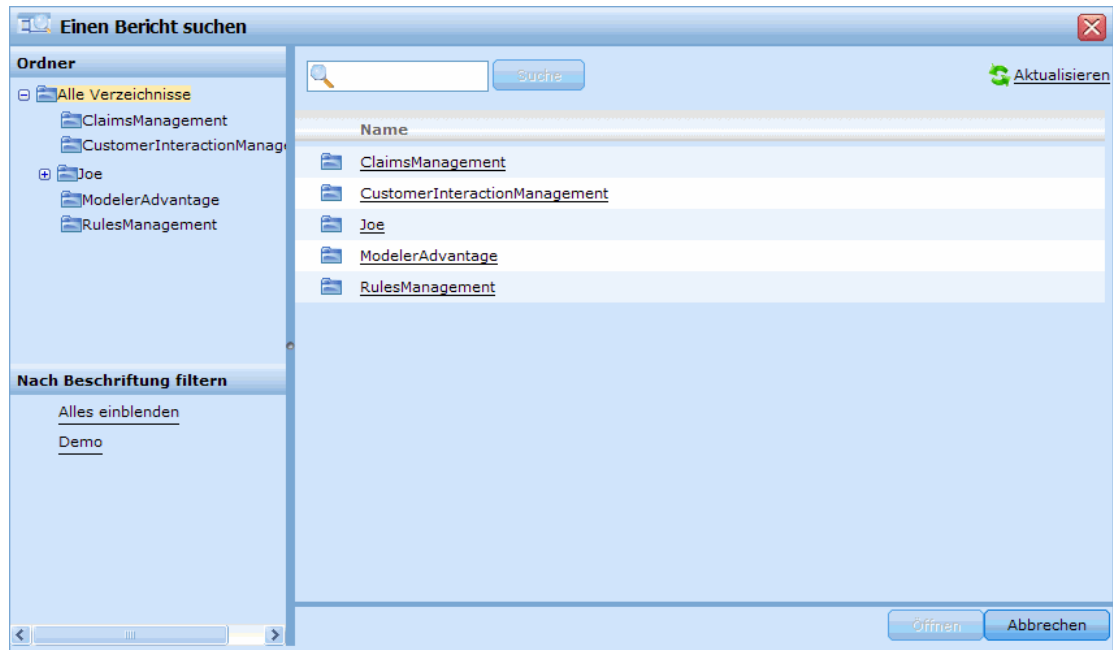 Einen Bericht suchen
Ordner
Alle Verzeichnisse
ClaimsManagement
CustomerInteractionManag
Joe
ModelerAdvantage
RulesManagement
Nach Beschriftung filtern
Alles einblenden
Demo
Suche
Aktualisieren
Name
ClaimsManagement
CustomerInteractionManagement
Joe
ModelerAdvantage
RulesManagement
Öffnen
Abbrechen